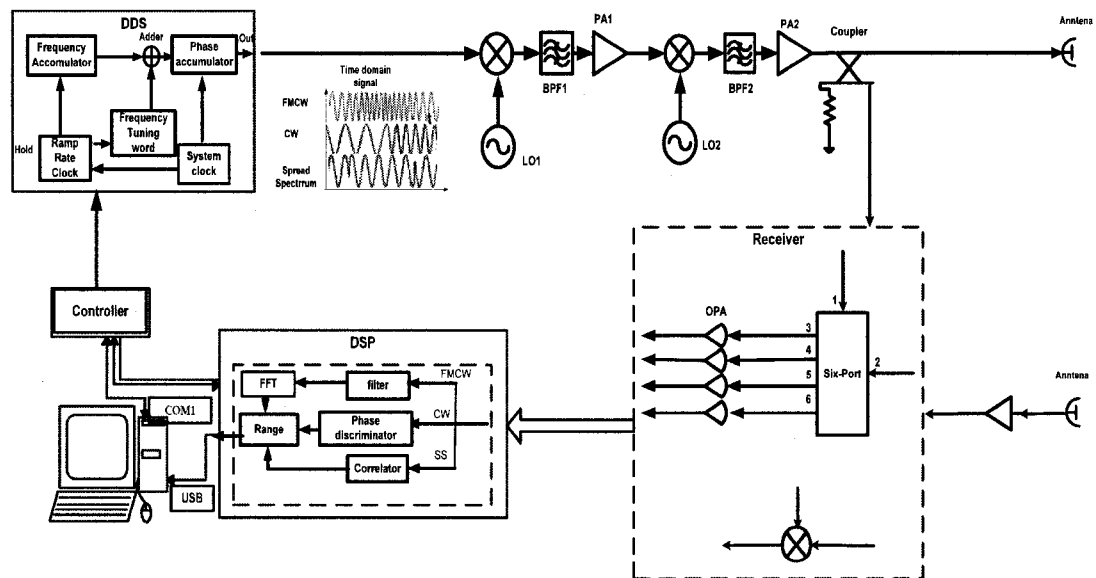 DDS
Frequency
Accomulator
Adder
Phase
accumulator
Out
Frequency
Tuning
word
Hold
Ramp
Rate
Clock
System
clock
Time domain
signal
FMCW
CW
Spread
Spectrrum
LO1
BPF1
PA1
LO2
BPF2
PA2
Coupler
Anntena
Receiver
OPA
1
3
4
5
6
Six-Port
2
Anntena
Controller
COM1
USB
DSP
FFT
filter
FMCW
Range
Phase
discriminator
CW
SS
Correlator